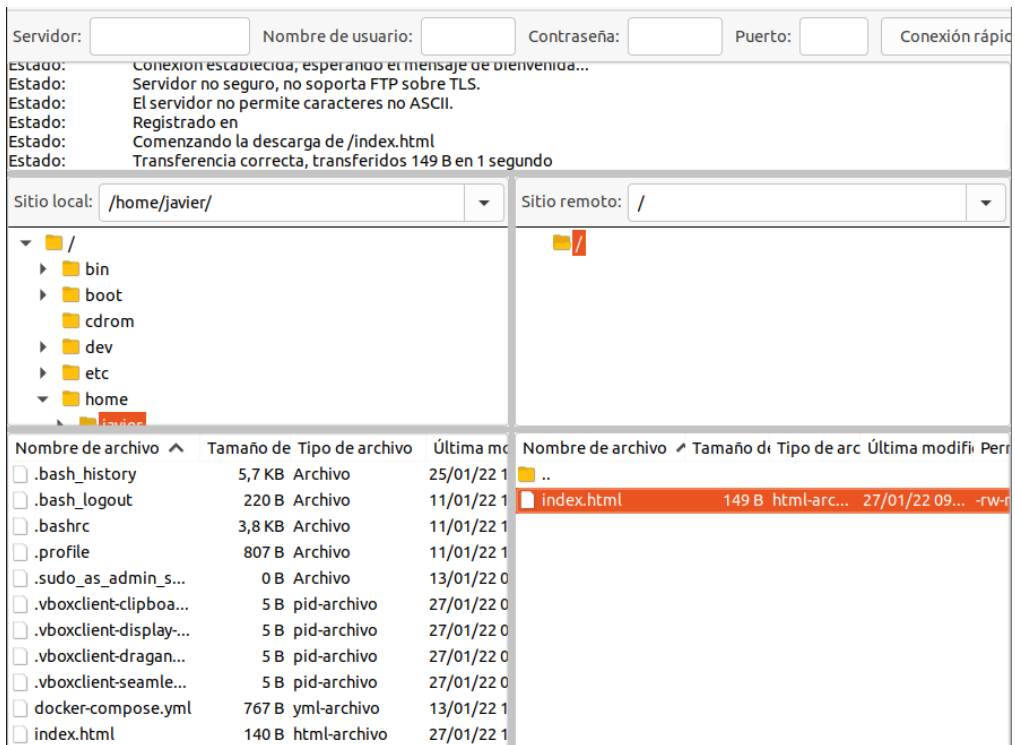 Servidor: Nombre de usuario: Contraseña: Puerto: Conexión rápic
Estado: Conexión establecida, esperando el mensaje de bienvenida...
Estado: Servidor no seguro, no soporta FTP sobre TLS.
Estado: El servidor no permite caracteres no ASCII.
Estado: Registrado en
Estado: Comenzando la descarga de /index.html
Estado: Transferencia correcta, transferidos 149 B en 1 segundo
Sitio local: /home/javier/ Sitio remoto: /
/ /
bin
boot
cdrom
dev
etc
home
javier
Nombre de archivo Tamaño de Tipo de archivo Última mo Nombre de archivo Tamaño de Tipo de arc Última modifi Perr
.bash_history 5,7 KB Archivo 25/01/22 1 ..
.bash_logout 220 B Archivo 11/01/22 1 index.html 149 B html-arc... 27/01/22 09... -rw-r
.bashrc 3,8 KB Archivo 11/01/22 1
.profile 807 B Archivo 11/01/22 1
.sudo_as_admin_s... 0 B Archivo 13/01/22 0
.vboxclient-clipboa... 5 B pid-archivo 27/01/22 0
.vboxclient-display-... 5 B pid-archivo 27/01/22 0
.vboxclient-dragan... 5 B pid-archivo 27/01/22 0
.vboxclient-seamle... 5 B pid-archivo 27/01/22 0
docker-compose.yml 767 B yml-archivo 13/01/22 1
index.html 140 B html-archivo 27/01/22 1